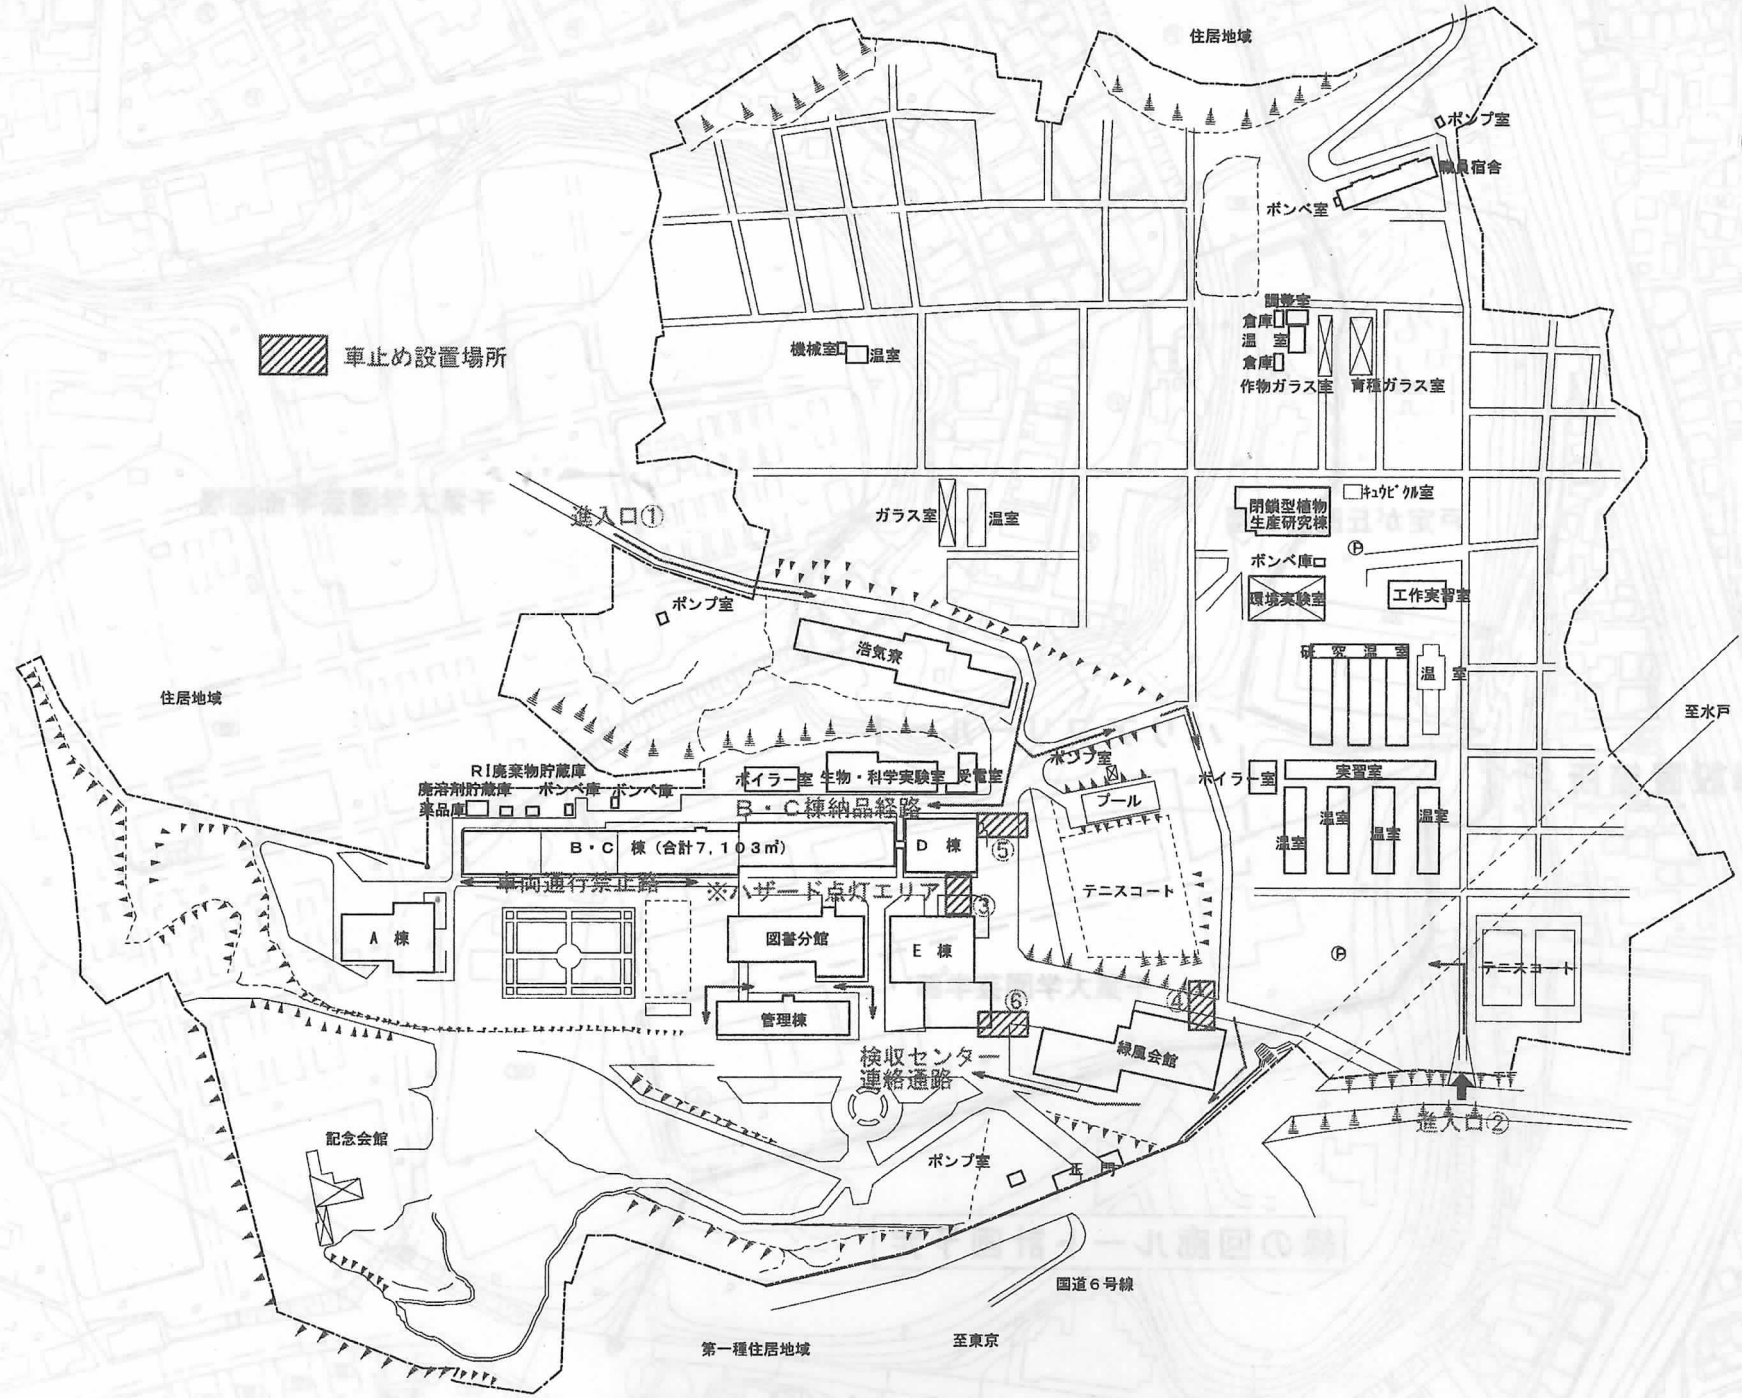 住居地域
ポンプ室
職員宿舎
ボンベ室
調整室
倉庫
温 室
倉庫
作物ガラス室
育種ガラス室
機械室
温室
車止め設置場所
進入口①
ガラス室
温室
キュウビクル室
閉鎖型植物
生産研究棟
ボンベ庫
環境実験室
工作実習室
ポンプ室
浩気寮
研 究 温 室
温 室
住居地域
至水戸
ポンプ室
RI廃棄物貯蔵庫
廃溶剤貯蔵庫
ボンベ庫
ボンベ庫
薬品庫
ボイラー室
生物・科学実験室
受電室
ボイラー室
実習室
プール
B・C棟納品経路
B・C 棟(合計7,103㎡)
D 棟
⑤
温室
温室
温室
温室
車両通行禁止路
※ハザード点灯エリア
③
テニスコート
A 棟
図書分館
E 棟
Ⓟ
Ⓟ
テニスコート
④
⑥
管理棟
緑風会館
検収センター
連絡通路
進入口②
記念会館
ポンプ室
正 門
国道6号線
至東京
第一種住居地域